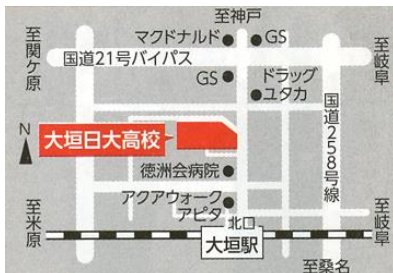 至神戸
マクドナルド
GS
至関ケ原
国道21号バイパス
至岐阜
GS
ドラッグ
ユタカ
国道258号線
N
大垣日大高校
徳洲会病院
アクアウォーク
アピタ
至米原
北口
大垣駅
至岐阜
至桑名